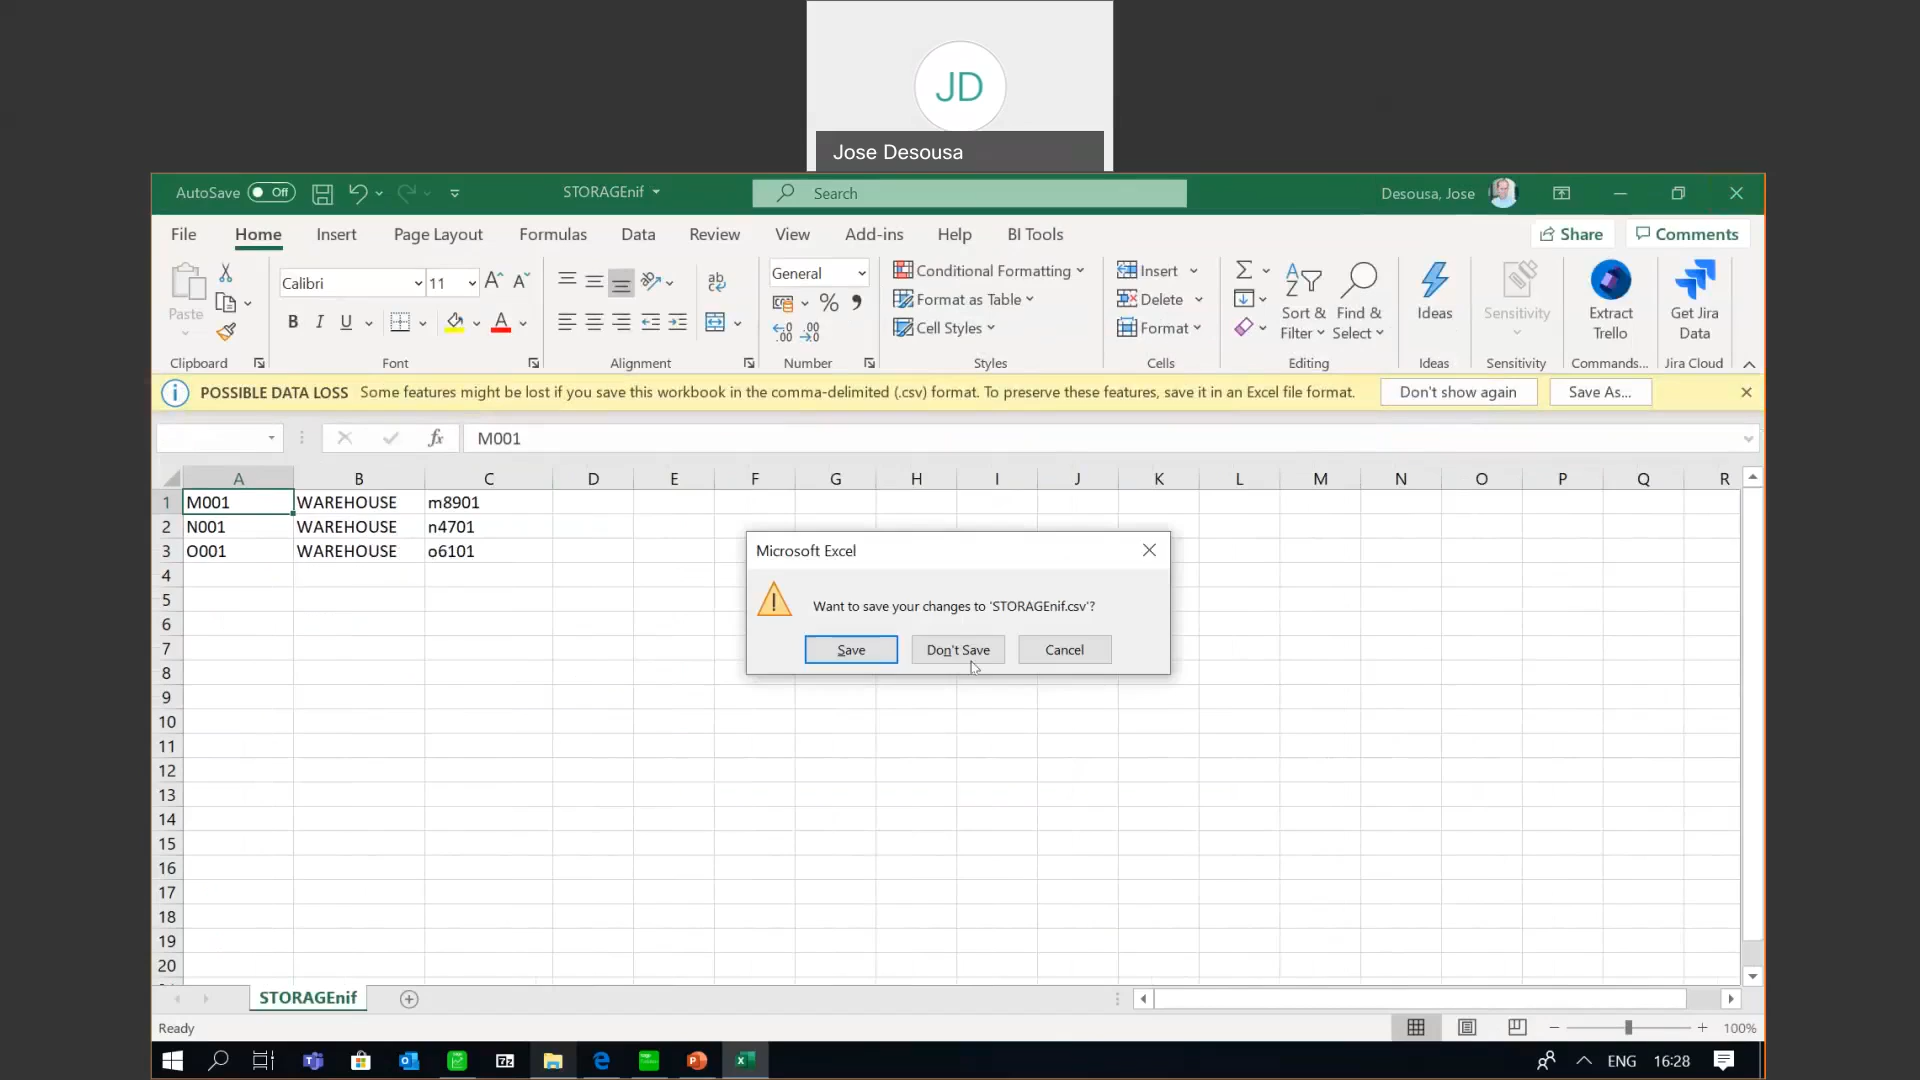 JD
Jose Desousa
AutoSave Off STORAGEnif Search Desousa, Jose
File Home Insert Page Layout Formulas Data Review View Add-ins Help BI Tools Share Comments
Paste
Calibri 11
B I U A
General
Conditional Formatting
Format as Table
Cell Styles
Insert
Delete
Format
Sort & Filter
Find & Select
Ideas
Sensitivity
Extract Trello
Get Jira Data
Clipboard Font Alignment Number Styles Cells Editing Ideas Sensitivity Commands... Jira Cloud
POSSIBLE DATA LOSS Some features might be lost if you save this workbook in the comma-delimited (.csv) format. To preserve these features, save it in an Excel file format. Don't show again Save As...
fx M001
A B C D E F G H I J K L M N O P Q R
1 M001 WAREHOUSE m8901
2 N001 WAREHOUSE n4701
3 O001 WAREHOUSE o6101
4
5
6
7
8
9
10
11
12
13
14
15
16
17
18
19
20
Microsoft Excel
Want to save your changes to 'STORAGEnif.csv'?
Save Don't Save Cancel
STORAGEnif
Ready 100%
ENG 16:28